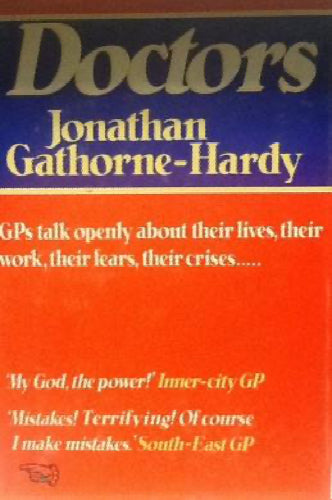 Doctors
Jonathan
Gathorne-Hardy
GPs talk openly about their lives, their
work, their fears, their crises.....
'My God, the power!' Inner-city GP
'Mistakes! Terrifying! Of course
I make mistakes.' South-East GP